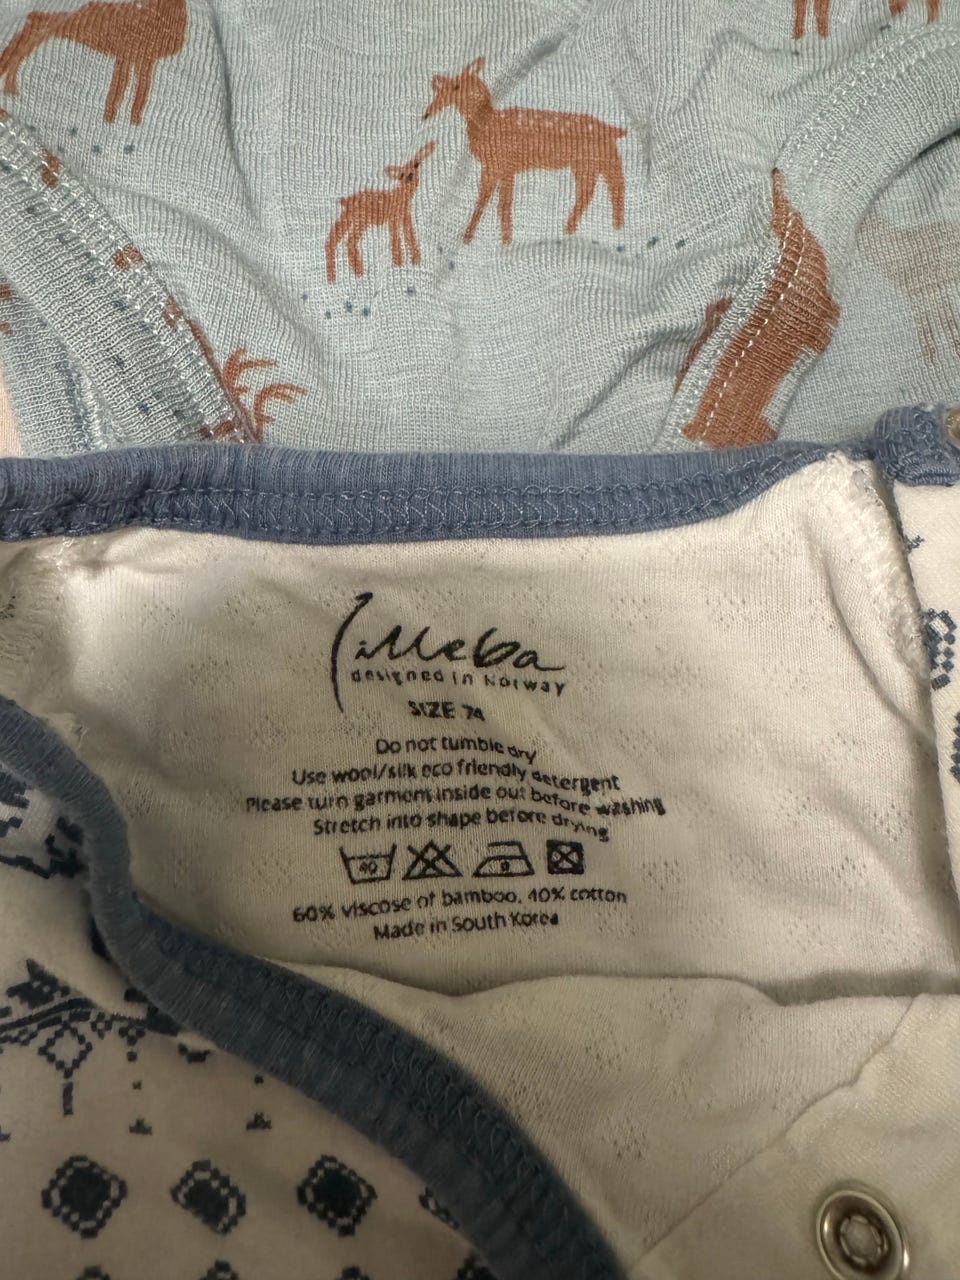 Lilleba
designed in Norway
SIZE 74
Do not tumble dry
Use wool/silk eco friendly detergent
Please turn garment inside out before washing
Stretch into shape before drying
40
60% viscose of bamboo, 40% cotton
Made in South Korea